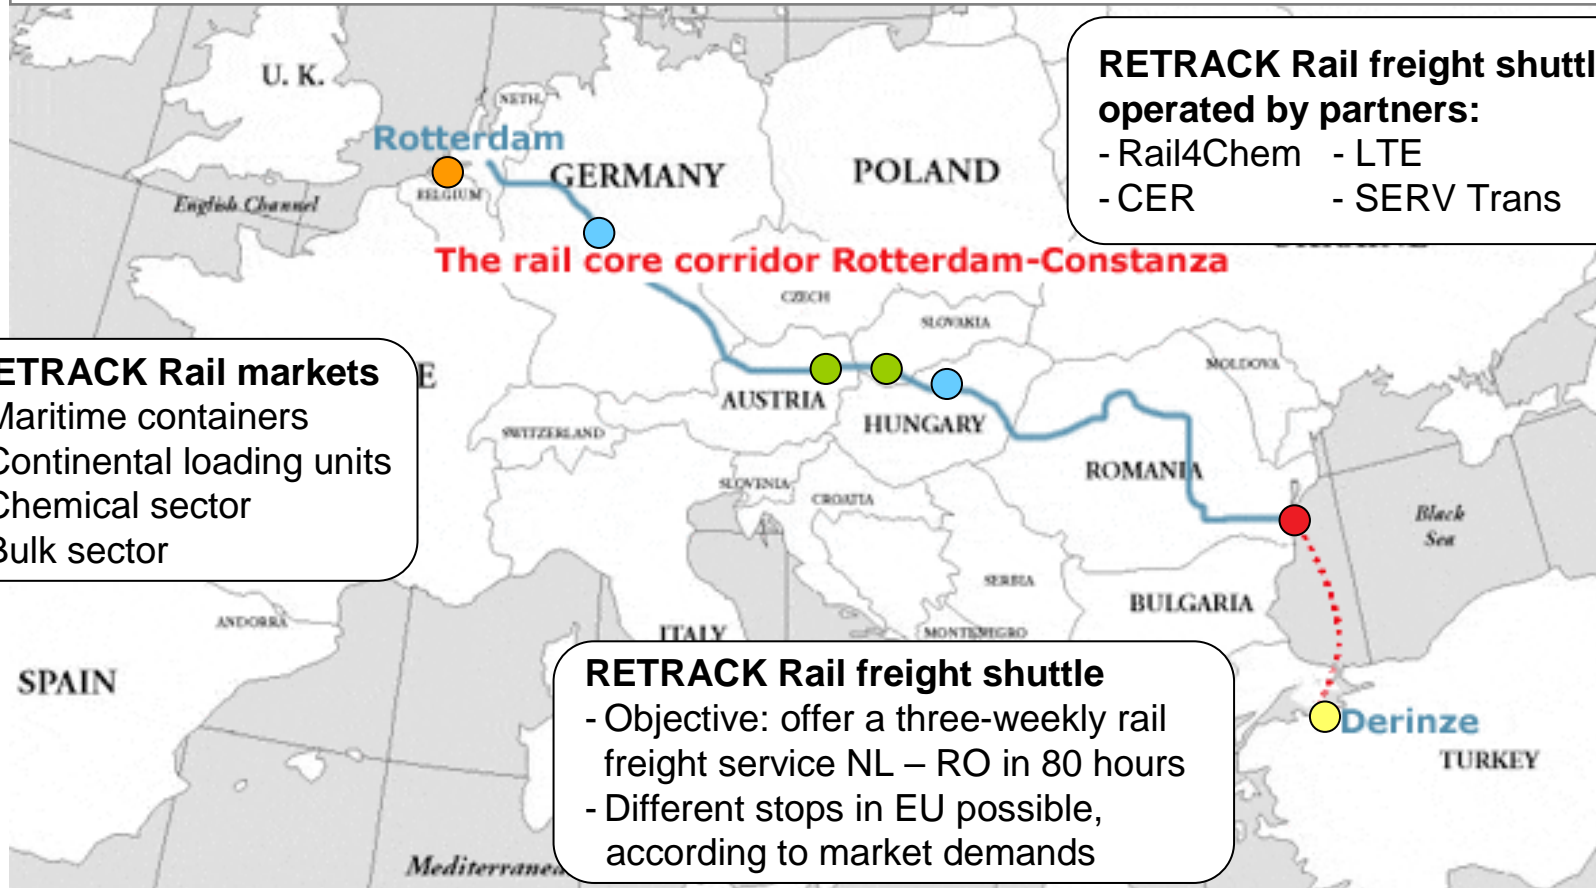 U. K.
NETH.
RETRACK Rail freight shuttl
operated by partners:
- Rail4Chem - LTE
- CER - SERV Trans
Rotterdam
GERMANY
POLAND
BELGIUM
English Channel
The rail core corridor Rotterdam-Constanza
CZECH
SLOVAKIA
MOLDOVA
ETRACK Rail markets
Maritime containers
Continental loading units
Chemical sector
Bulk sector
E
AUSTRIA
HUNGARY
SWITZERLAND
ROMANIA
SLOVENIA
CROATIA
Black
Sea
SERBIA
BULGARIA
ANDORRA
ITALY
MONTENEGRO
SPAIN
RETRACK Rail freight shuttle
- Objective: offer a three-weekly rail
freight service NL – RO in 80 hours
- Different stops in EU possible,
according to market demands
Derinze
TURKEY
Mediterranea